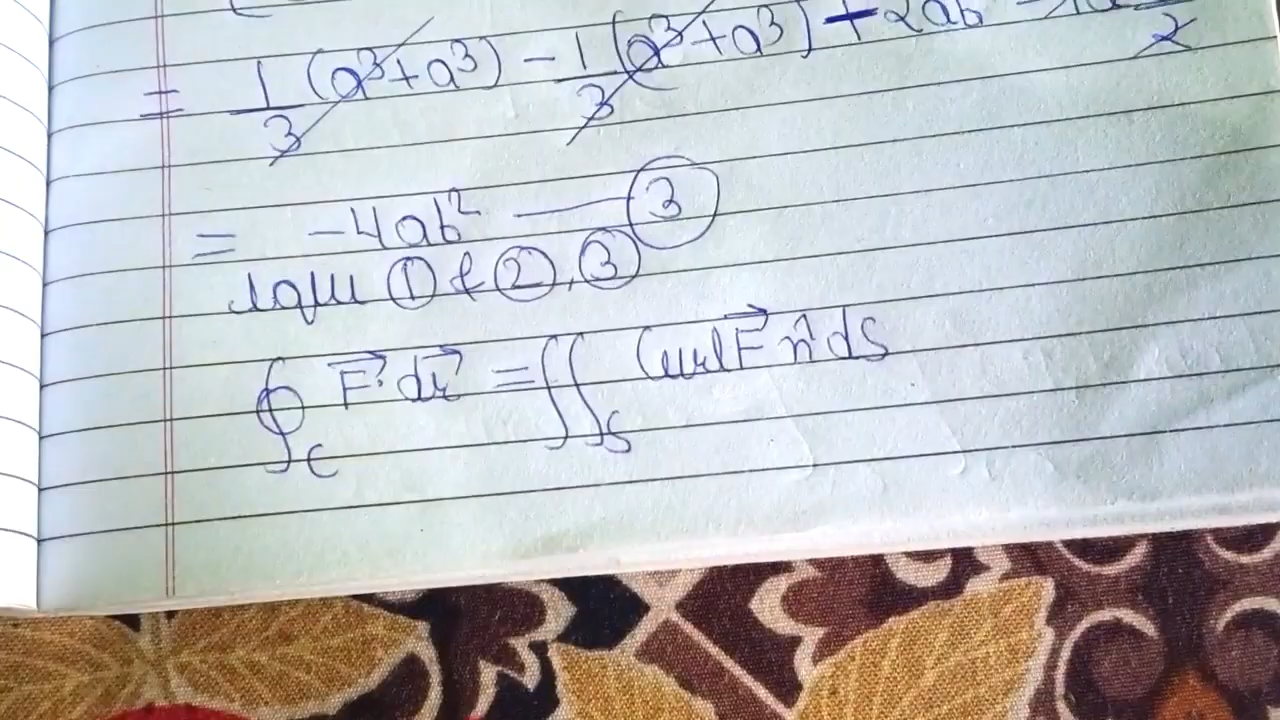 = 1/3 (a³+a³) - 1/3 (a³+a³) + 2ab
2
= -4ab² — ③
① & ②, ③
∮_C F⃗·dr⃗ = ∬_S Curl F⃗ n̂ ds